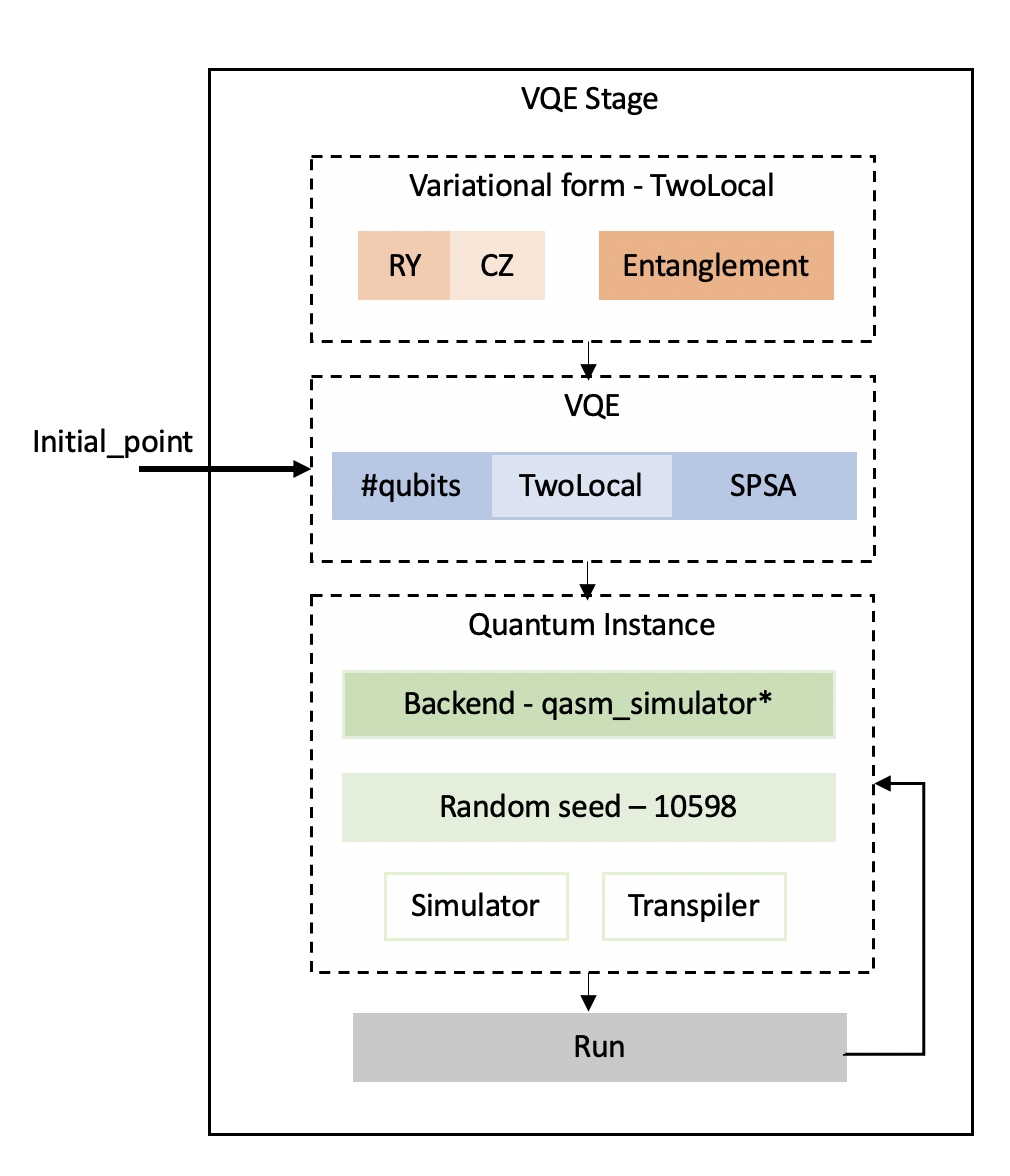 VQE Stage
Variational form - TwoLocal
RY CZ Entanglement
VQE
Initial_point
#qubits TwoLocal SPSA
Quantum Instance
Backend - qasm_simulator*
Random seed – 10598
Simulator Transpiler
Run